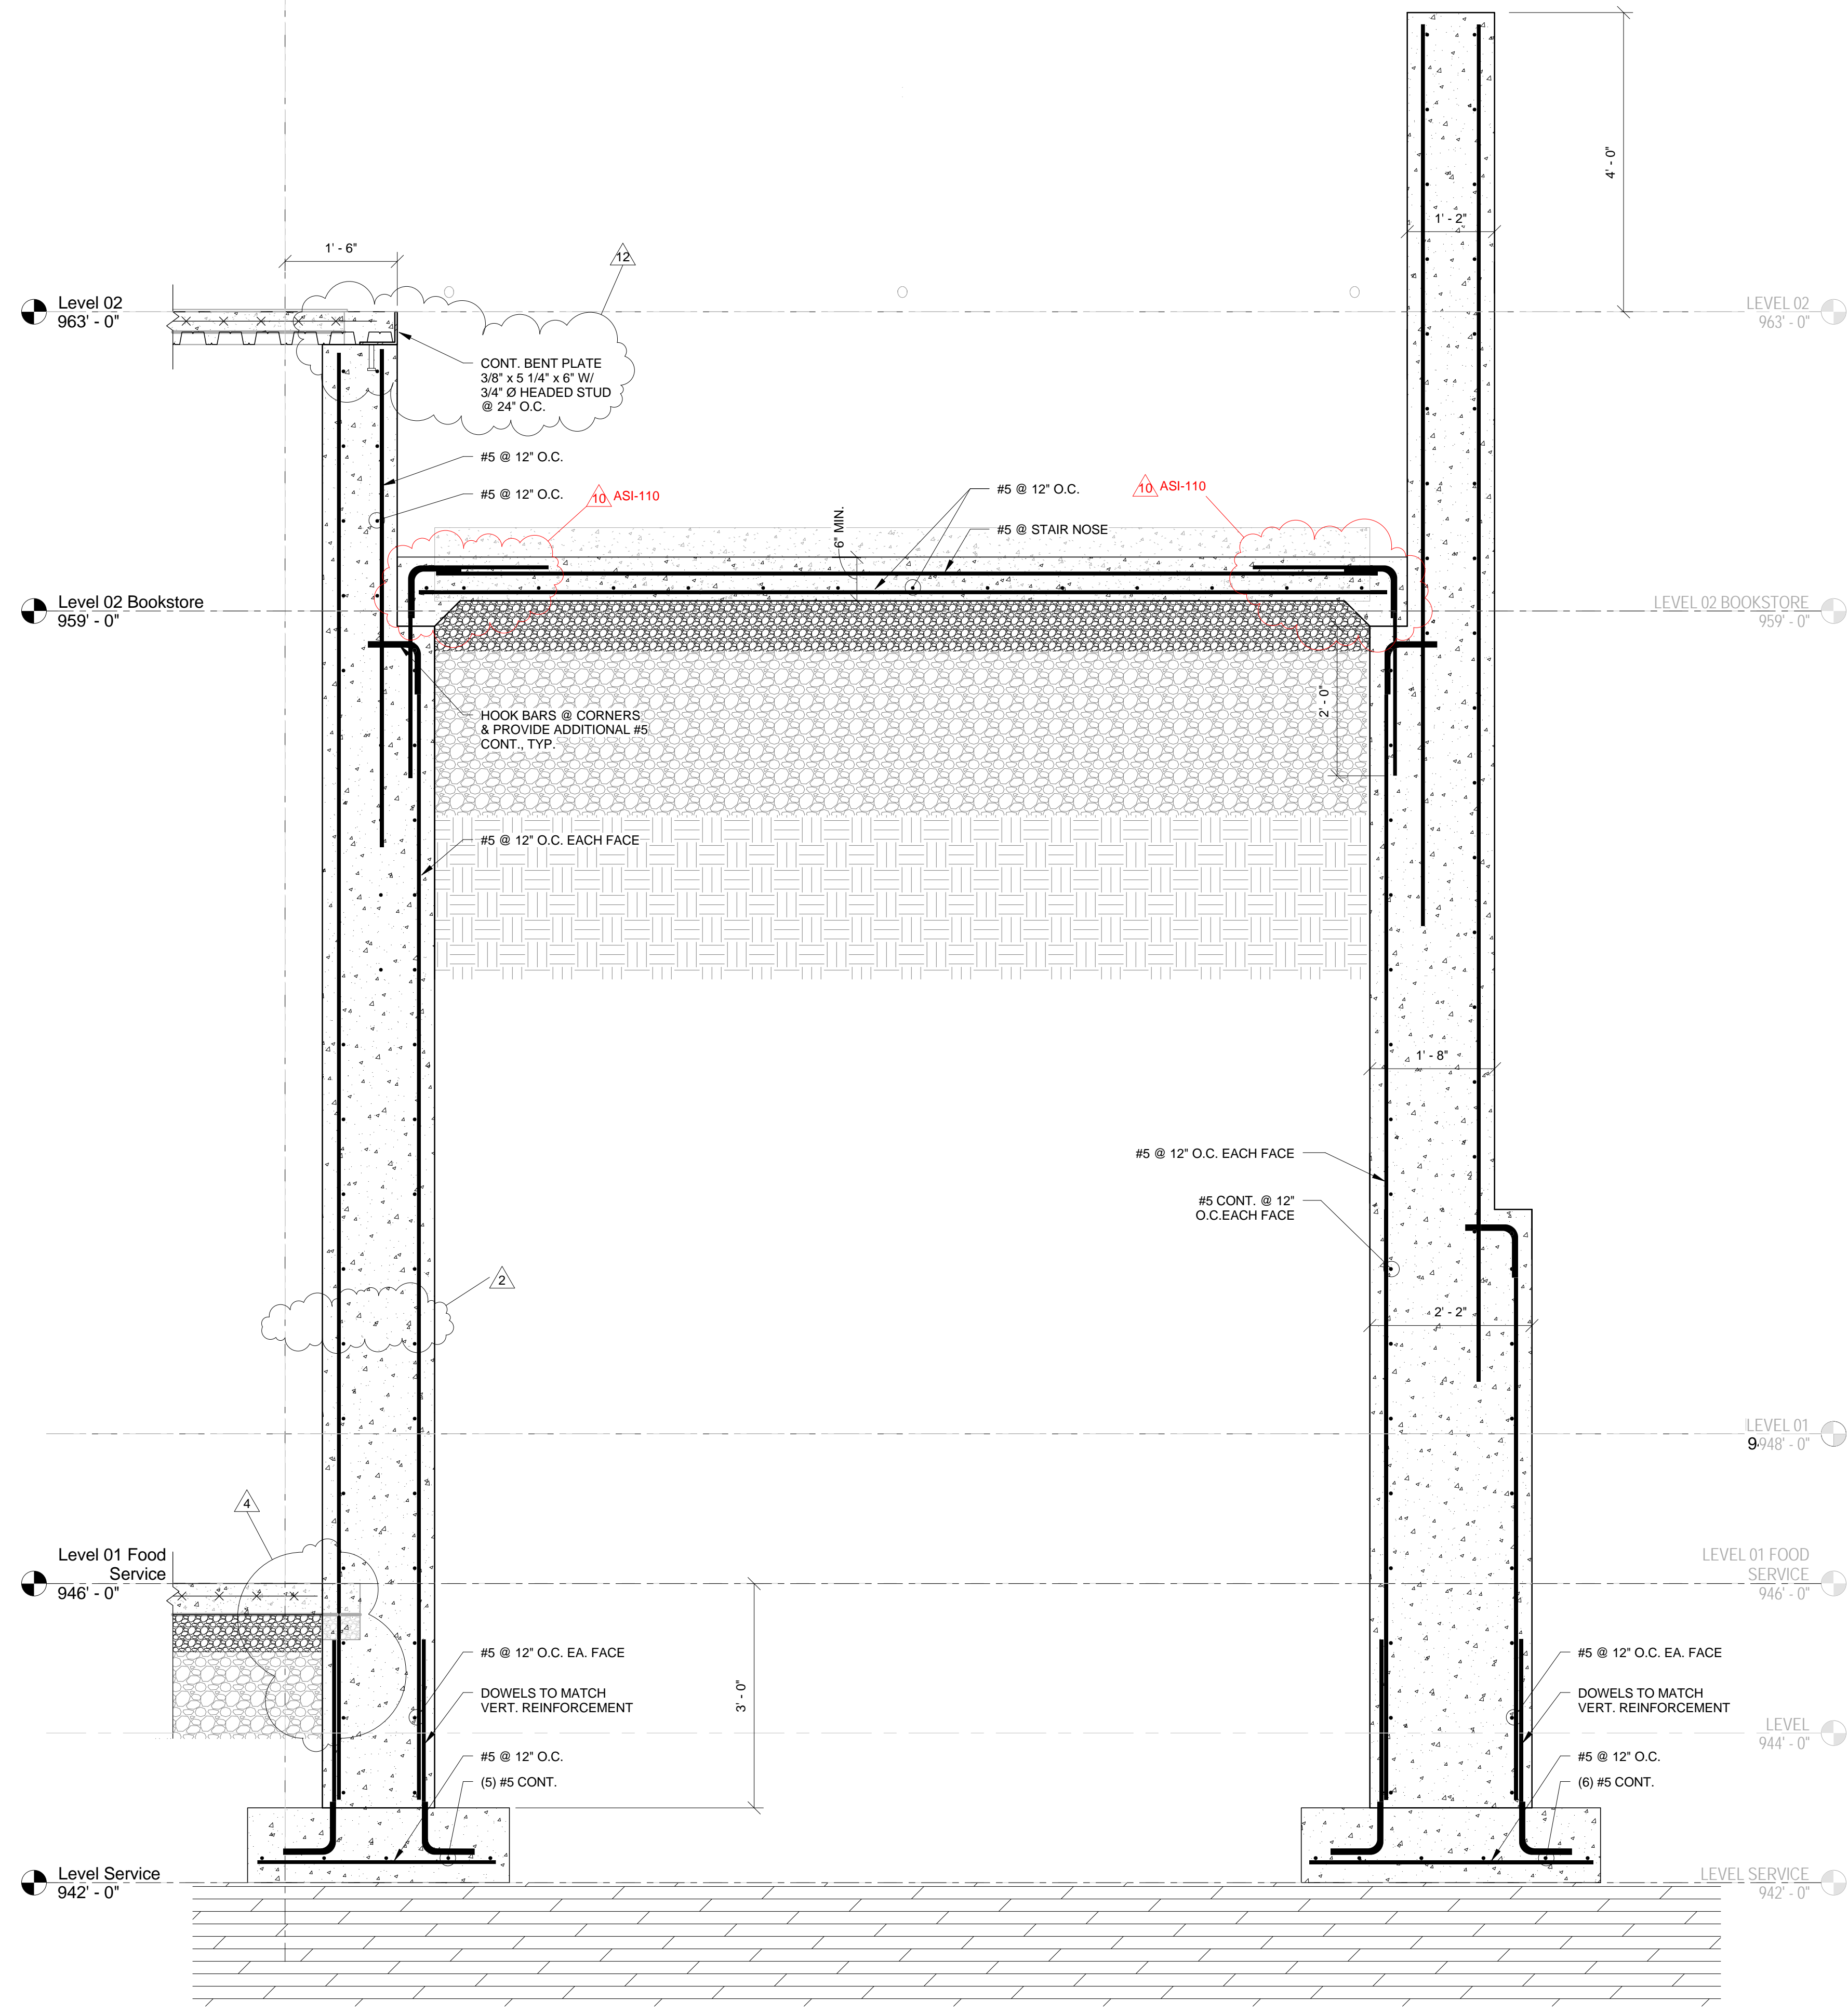 4' - 0"
1' - 2"
1' - 6"
12
Level 02
963' - 0"
LEVEL 02
963' - 0"
CONT. BENT PLATE
3/8" x 5 1/4" x 6" W/
3/4" Ø HEADED STUD
@ 24" O.C.
#5 @ 12" O.C.
#5 @ 12" O.C.
10 ASI-110
6" MIN.
#5 @ 12" O.C.
#5 @ STAIR NOSE
10 ASI-110
Level 02 Bookstore
959' - 0"
LEVEL 02 BOOKSTORE
959' - 0"
HOOK BARS @ CORNERS
& PROVIDE ADDITIONAL #5
CONT., TYP.
2' - 0"
#5 @ 12" O.C. EACH FACE
1' - 8"
#5 @ 12" O.C. EACH FACE
#5 CONT. @ 12"
O.C.EACH FACE
2
2' - 2"
LEVEL 01
948' - 0"
4
Level 01 Food
Service
946' - 0"
LEVEL 01 FOOD
SERVICE
946' - 0"
#5 @ 12" O.C. EA. FACE
DOWELS TO MATCH
VERT. REINFORCEMENT
3' - 0"
#5 @ 12" O.C. EA. FACE
DOWELS TO MATCH
VERT. REINFORCEMENT
LEVEL
944' - 0"
#5 @ 12" O.C.
(5) #5 CONT.
#5 @ 12" O.C.
(6) #5 CONT.
Level Service
942' - 0"
LEVEL SERVICE
942' - 0"